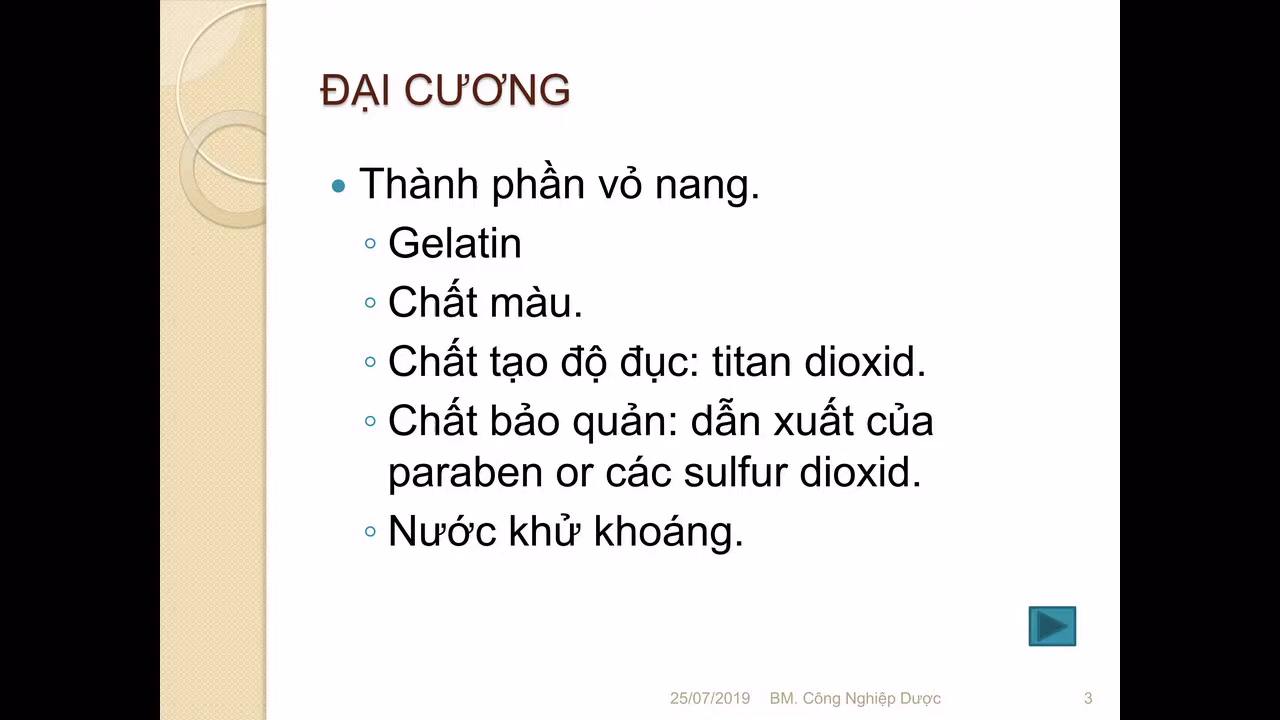 ĐẠI CƯƠNG
Thành phần vỏ nang.
Gelatin
Chất màu.
Chất tạo độ đục: titan dioxid.
Chất bảo quản: dẫn xuất của
paraben or các sulfur dioxid.
Nước khử khoáng.
25/07/2019 BM. Công Nghiệp Dược 3